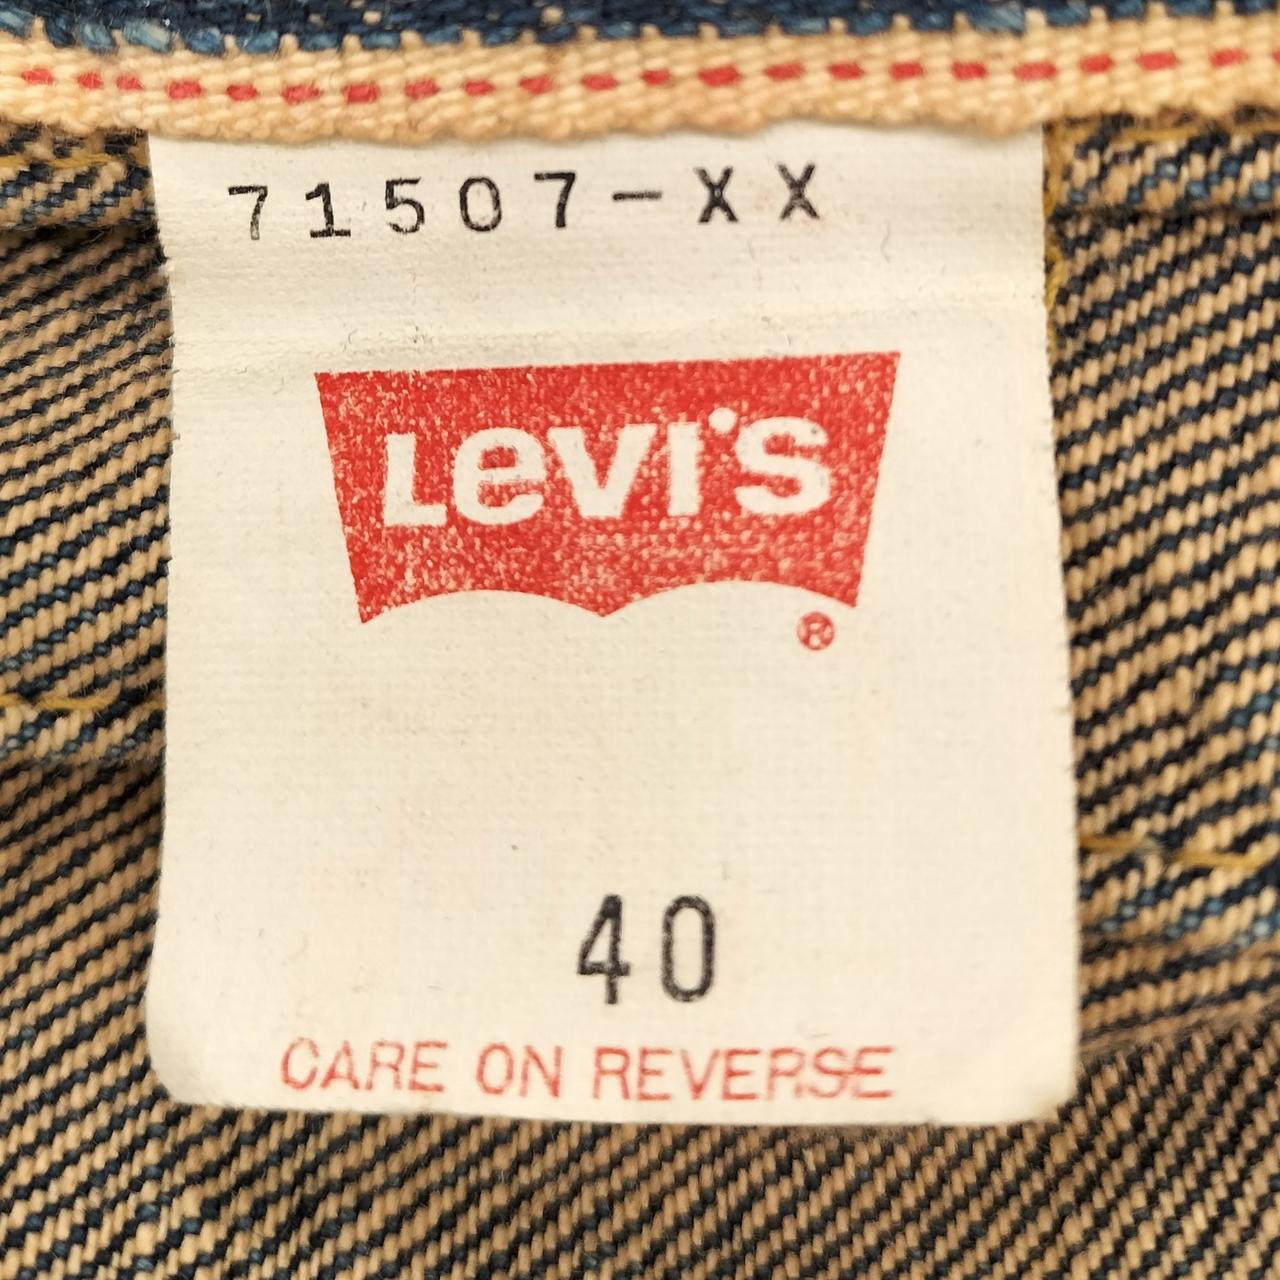 71507-XX
Levi's
®
40
CARE ON REVERSE